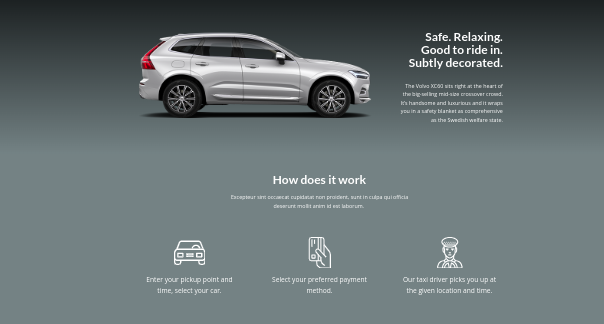 Safe. Relaxing.
Good to ride in.
Subtly decorated.
The Volvo XC60 sits right at the heart of
the big-selling mid-size crossover crowd.
It's handsome and luxurious and it wraps
you in a safety blanket as comprehensive
as the Swedish welfare state.
How does it work
Excepteur sint occaecat cupidatat non proident, sunt in culpa qui officia
deserunt mollit anim id est laborum.
Enter your pickup point and
time, select your car.
Select your preferred payment
method.
Our taxi driver picks you up at
the given location and time.